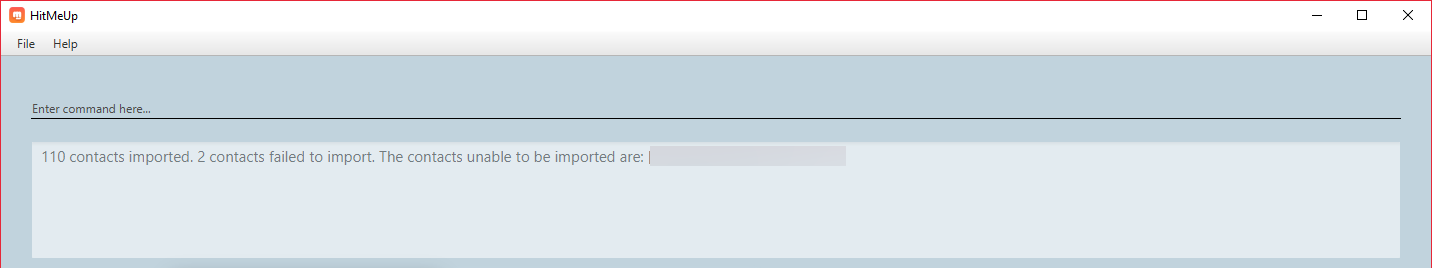 HitMeUp
File Help
Enter command here...
110 contacts imported. 2 contacts failed to import. The contacts unable to be imported are: